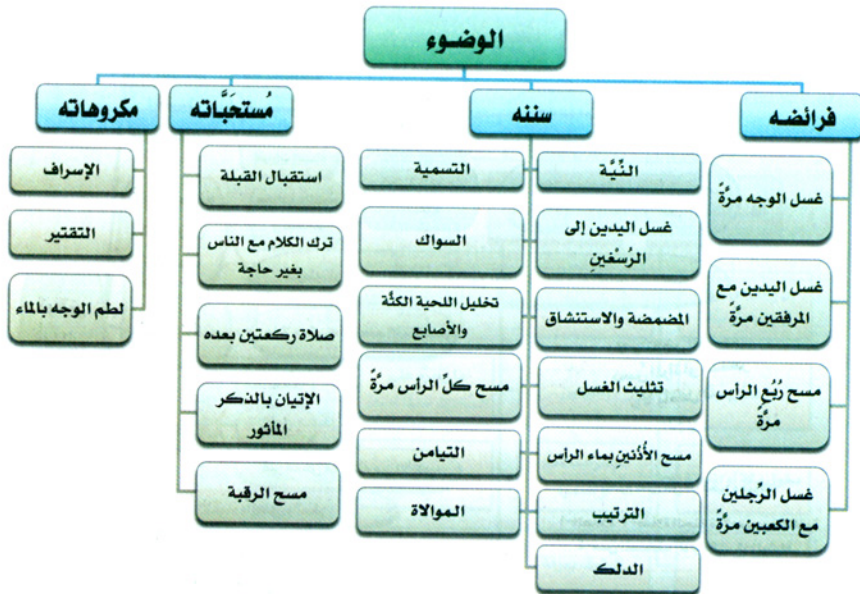 الوضوء
فرائضه
غسل الوجه مرَّةً
غسل اليدين مع
المرفقين مرَّةً
مسح رُبُعِ الرأس
مرَّةً
غسل الرِّجلين
مع الكعبين مرَّةً
سننه
النِّيَّة
التسمية
غسل اليدين إلى
الرُسْغينِ
السواك
المضمضة والاستنشاق
تخليل اللحية الكثَّة
والأصابع
تثليث الغسل
مسح كلِّ الرأس مرَّةً
مسح الأُذُنينِ بماء الرأس
التيامن
الترتيب
الموالاة
الدلك
مُستحَبَّاته
استقبال القبلة
ترك الكلام مع الناس
بغير حاجة
صلاة ركعتين بعده
الإتيان بالذكر
المأثور
مسح الرقبة
مكروهاته
الإسراف
التقتير
لطم الوجه بالماء